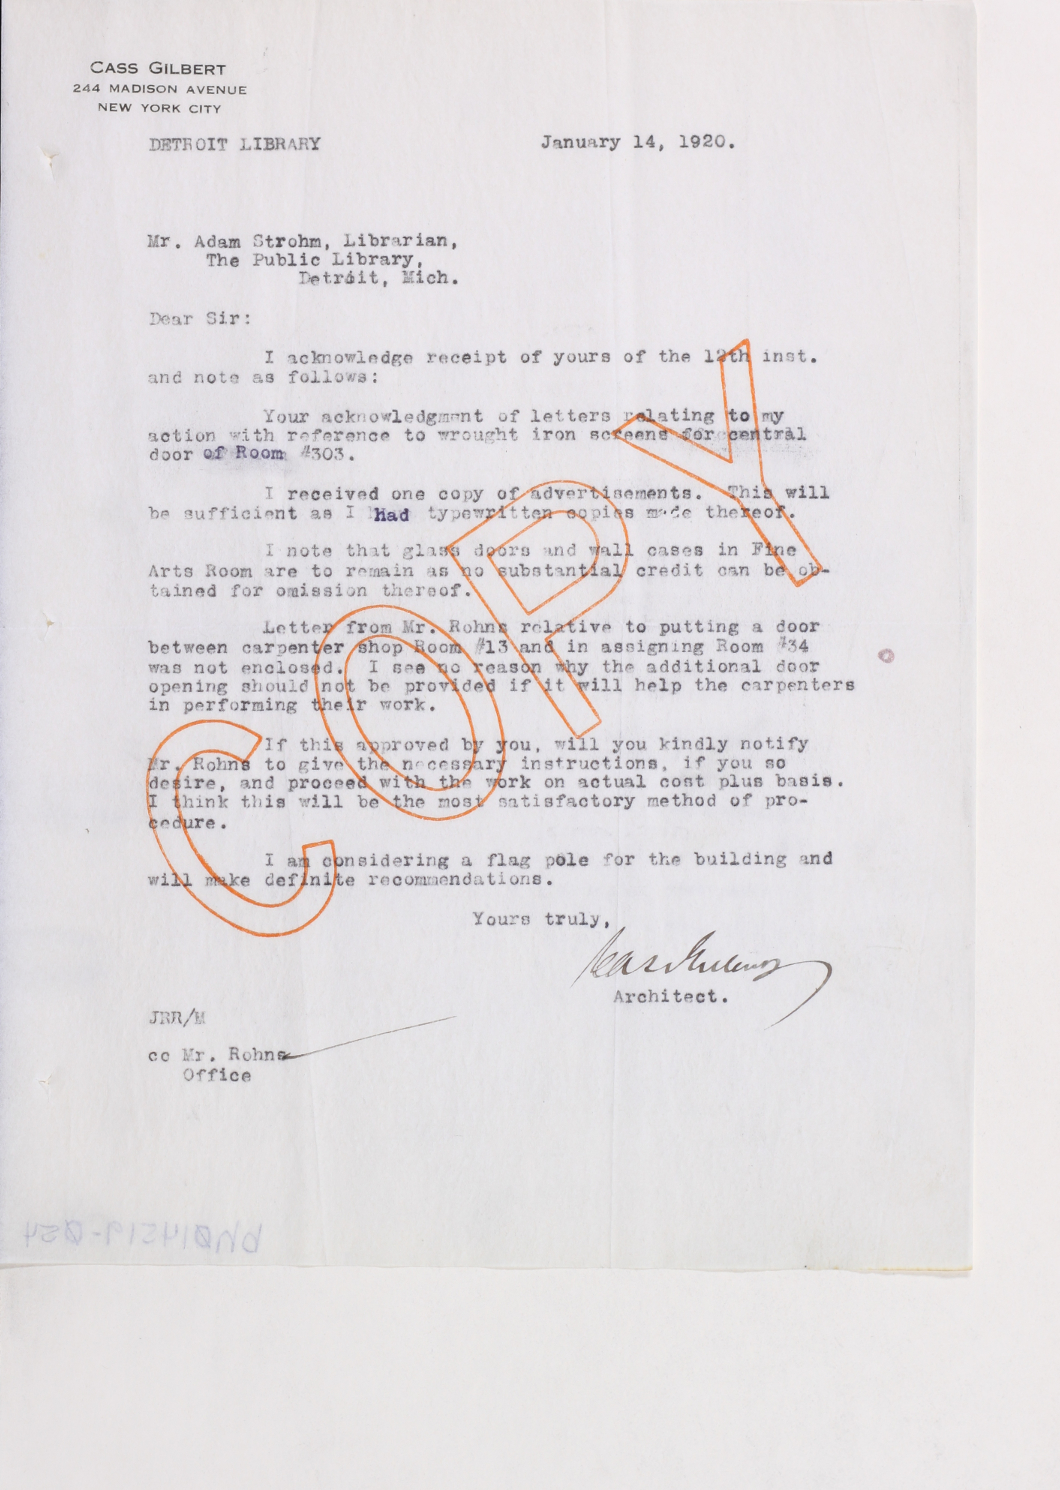 CASS GILBERT
244 MADISON AVENUE
NEW YORK CITY
DETROIT LIBRARY January 14, 1920.
Mr. Adam Strohm, Librarian,
The Public Library,
Detroit, Mich.
Dear Sir:
I acknowledge receipt of yours of the 12th inst.
and note as follows:
Your acknowledgment of letters relating to my
action with reference to wrought iron screens for central
door of Room #303.
I received one copy of advertisements. This will
be sufficient as I Had typewritten copies made thereof.
I note that glass doors and wall cases in Fine
Arts Room are to remain as no substantial credit can be ob-
tained for omission thereof.
Letter from Mr. Rohns relative to putting a door
between carpenter shop Room #13 and in assigning Room #34
was not enclosed. I see no reason why the additional door
opening should not be provided if it will help the carpenters
in performing their work.
If this approved by you, will you kindly notify
Mr. Rohns to give the necessary instructions, if you so
desire, and proceed with the work on actual cost plus basis.
I think this will be the most satisfactory method of pro-
cedure.
I am considering a flag pole for the building and
will make definite recommendations.
Yours truly,
Cass Gilbert
Architect.
JRR/M
cc Mr. Rohns
Office
COPY